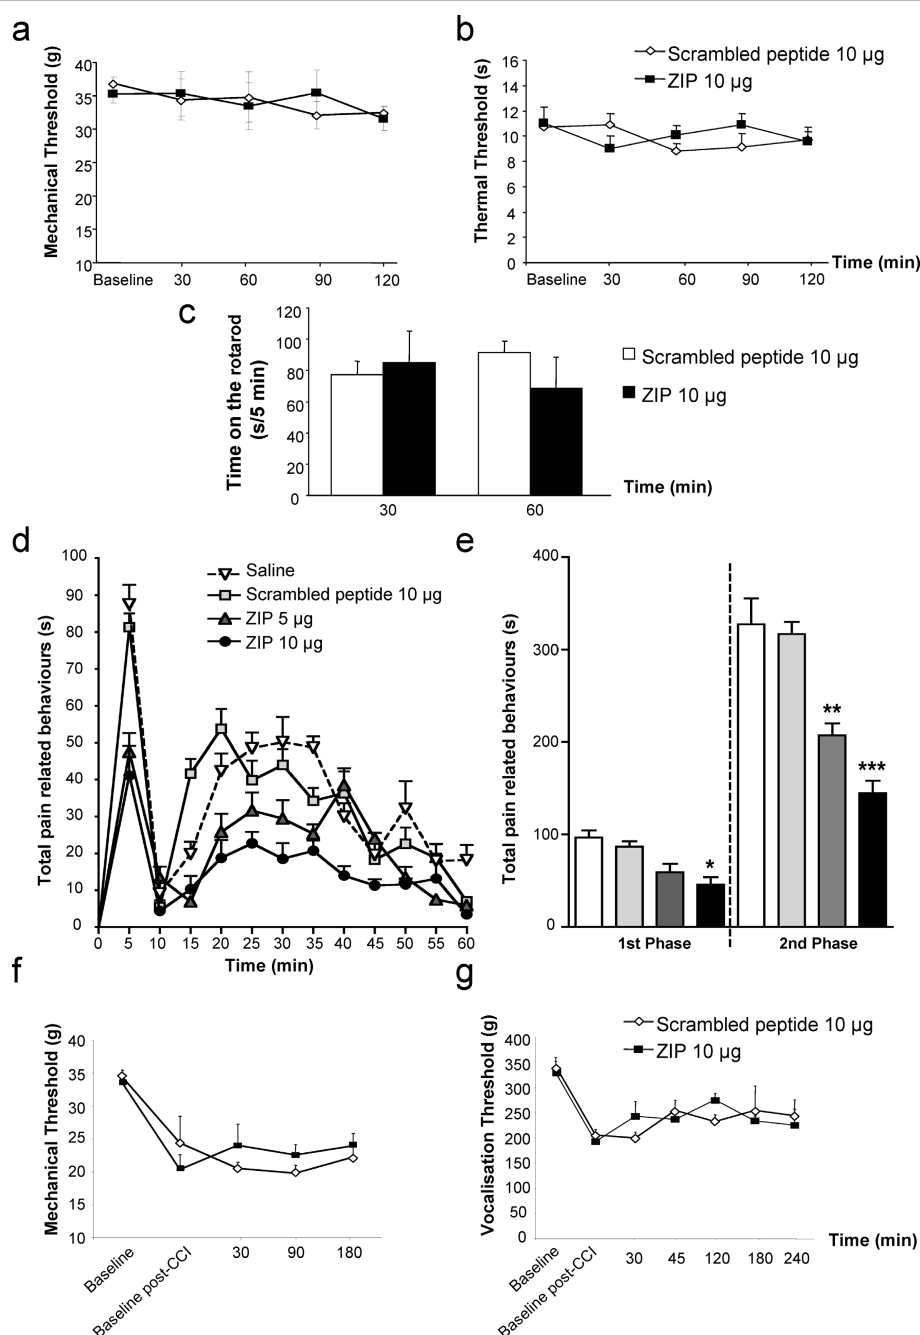 a
Mechanical Threshold (g)
40
35
30
25
20
15
10
Baseline 30 60 90 120
b
Scrambled peptide 10 µg
ZIP 10 µg
Thermal Threshold (s)
16
14
12
10
8
6
4
2
0
Baseline 30 60 90 120
Time (min)
c
Time on the rotarod
(s/5 min)
120
100
80
60
40
20
0
30 60
Scrambled peptide 10 µg
ZIP 10 µg
Time (min)
d
Total pain related behaviours (s)
100
90
80
70
60
50
40
30
20
10
0
Saline
Scrambled peptide 10 µg
ZIP 5 µg
ZIP 10 µg
0 5 10 15 20 25 30 35 40 45 50 55 60
Time (min)
e
Total pain related behaviours (s)
400
300
200
100
0
*
**
***
1st Phase 2nd Phase
f
Mechanical Threshold (g)
40
35
30
25
20
15
10
Baseline Baseline post-CCI 30 90 180
g
Scrambled peptide 10 µg
ZIP 10 µg
Vocalisation Threshold (g)
400
350
300
250
200
150
100
50
0
Baseline Baseline post-CCI 30 45 120 180 240
Time (min)